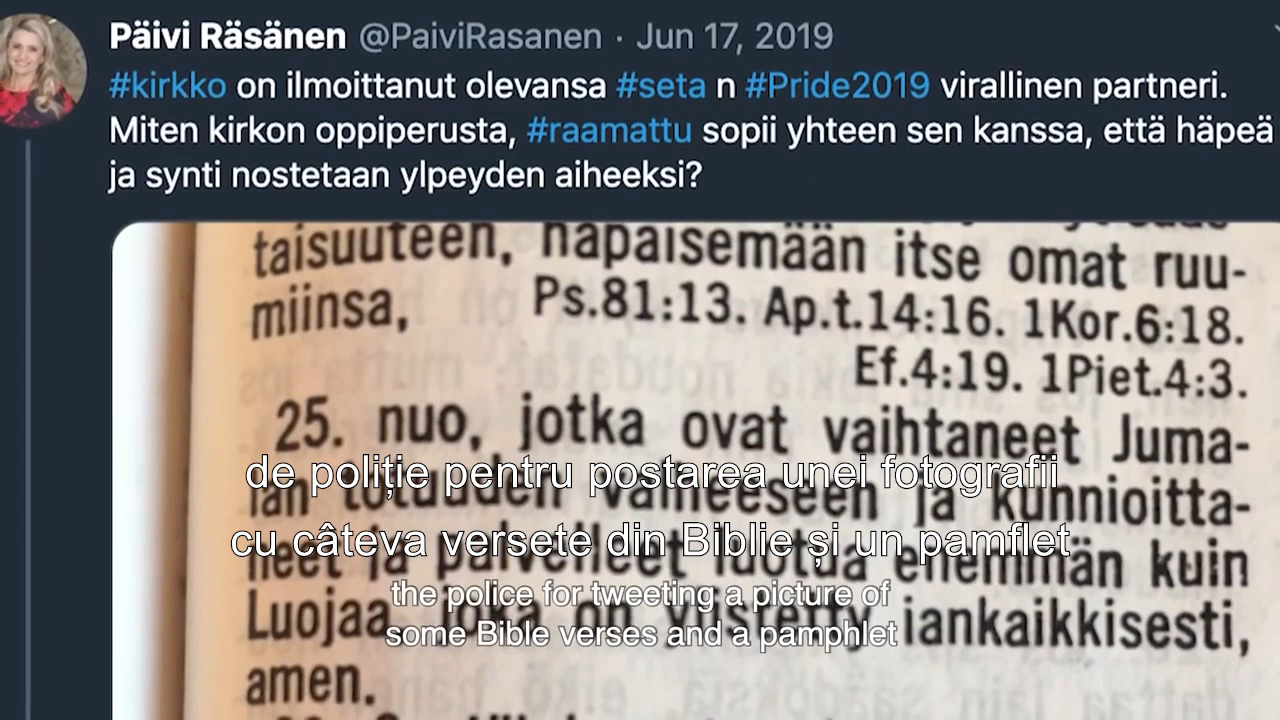 Päivi Räsänen @PaiviRasanen · Jun 17, 2019
#kirkko on ilmoittanut olevansa #seta n #Pride2019 virallinen partneri.
Miten kirkon oppiperusta, #raamattu sopii yhteen sen kanssa, että häpeä
ja synti nostetaan ylpeyden aiheeksi?
taisuuteen, häpäisemään itse omat ruu-
miinsa, Ps.81:13. Ap.t.14:16. 1Kor.6:18.
Ef.4:19. 1Piet.4:3.
25. nuo, jotka ovat vaihtaneet Juma-
de poliție pentru postarea unei fotografii
lan totuuden valheeseen ja kunnioitta-
cu câteva versete din Biblie și un pamflet
neet ja palvelleet luotua enemmän kuin
the police for tweeting a picture of
Luojaa, joka on ylistetty iankaikkisesti,
some Bible verses and a pamphlet
amen.